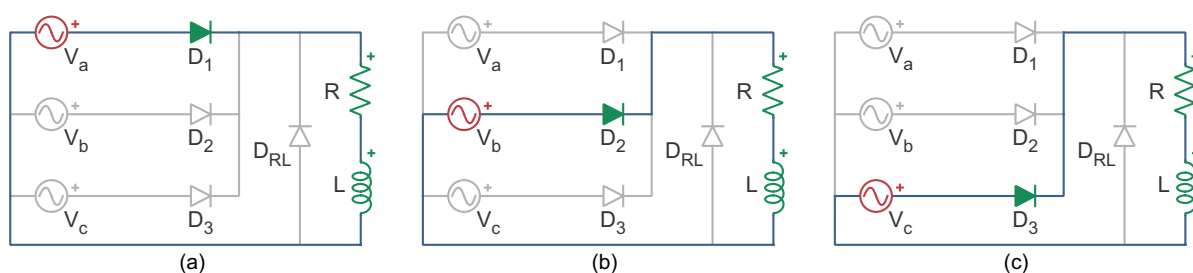 +
V_a
D_1
R
+
+
V_b
D_2
D_RL
+
L
+
V_c
D_3
(a)
+
V_a
D_1
R
+
+
V_b
D_2
D_RL
+
L
+
V_c
D_3
(b)
+
V_a
D_1
R
+
+
V_b
D_2
D_RL
+
L
+
V_c
D_3
(c)